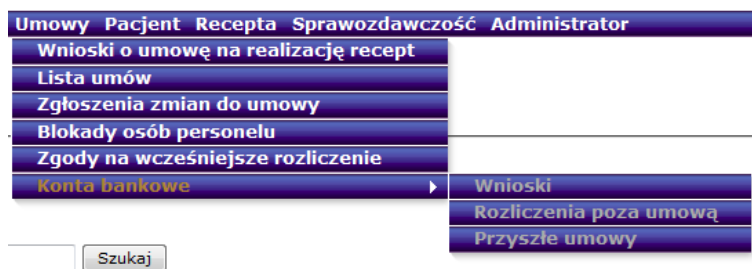 Umowy Pacjent Recepta Sprawozdawczość Administrator
Wnioski o umowę na realizację recept
Lista umów
Zgłoszenia zmian do umowy
Blokady osób personelu
Zgody na wcześniejsze rozliczenie
Konta bankowe
Wnioski
Rozliczenia poza umową
Przyszłe umowy
Szukaj